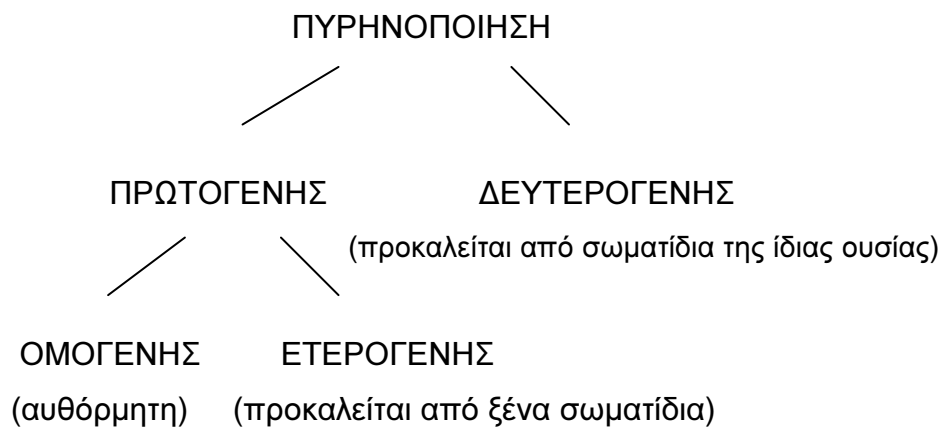 ΠΥΡΗΝΟΠΟΙΗΣΗ
ΠΡΩΤΟΓΕΝΗΣ ΔΕΥΤΕΡΟΓΕΝΗΣ
(προκαλείται από σωματίδια της ίδιας ουσίας)
ΟΜΟΓΕΝΗΣ ΕΤΕΡΟΓΕΝΗΣ
(αυθόρμητη) (προκαλείται από ξένα σωματίδια)